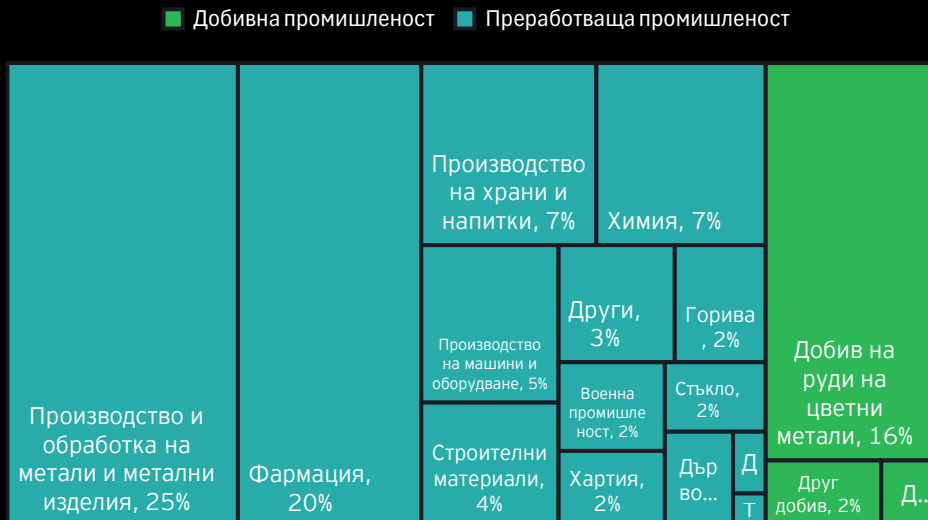 Добивна промишленост Преработваща промишленост
Производство и
обработка на
метали и метални
изделия, 25%
Фармация,
20%
Производство
на храни и
напитки, 7%
Химия, 7%
Производство
на машини и
оборудване, 5%
Други,
3%
Горива
, 2%
Строителни
материали,
4%
Военна
промишле
ност, 2%
Хартия,
2%
Стъкло,
2%
Дър
во...
Д
Т
Добив на
руди на
цветни
метали, 16%
Друг
добив, 2%
Д...